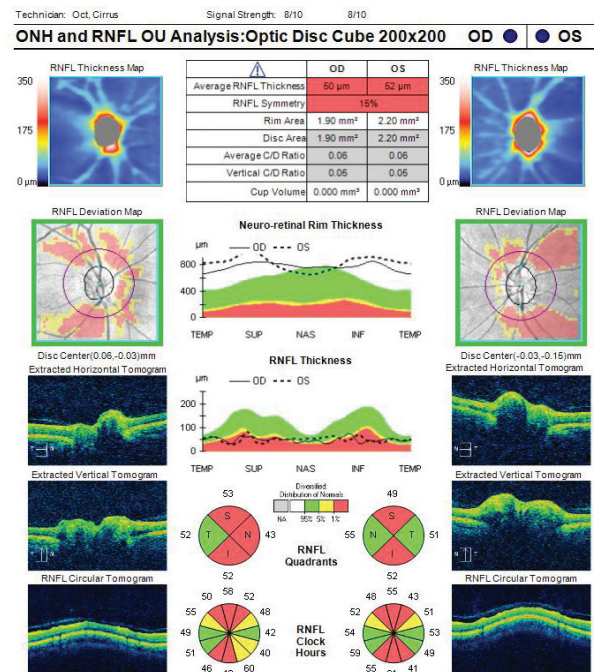 Technician: Oct, Cirrus Signal Strength: 8/10 8/10
ONH and RNFL OU Analysis:Optic Disc Cube 200x200 OD OS
RNFL Thickness Map
350
175
0 µm
OD OS
Average RNFL Thickness 50 µm 52 µm
RNFL Symmetry 15%
Rim Area 1.90 mm² 2.20 mm²
Disc Area 1.90 mm² 2.20 mm²
Average C/D Ratio 0.06 0.06
Vertical C/D Ratio 0.05 0.05
Cup Volume 0.000 mm³ 0.000 mm³
RNFL Thickness Map
350
175
0 µm
RNFL Deviation Map
Neuro-retinal Rim Thickness
µm OD OS
800
400
0
TEMP SUP NAS INF TEMP
RNFL Deviation Map
Disc Center(0.06,-0.03)mm
Extracted Horizontal Tomogram
RNFL Thickness
µm OD OS
200
100
0
TEMP SUP NAS INF TEMP
Disc Center(-0.03,-0.15)mm
Extracted Horizontal Tomogram
Extracted Vertical Tomogram
Diversified:
Distribution of Normals
NA 95% 5% 1%
Extracted Vertical Tomogram
53
S
52 T N 43
I
52
RNFL
Quadrants
49
S
55 N T 51
I
52
RNFL Circular Tomogram
58
50 52
55 48
49 42
51 40
46 60
RNFL
Clock
Hours
RNFL Circular Tomogram
55
48 43
52 51
54 53
59 49
55 41